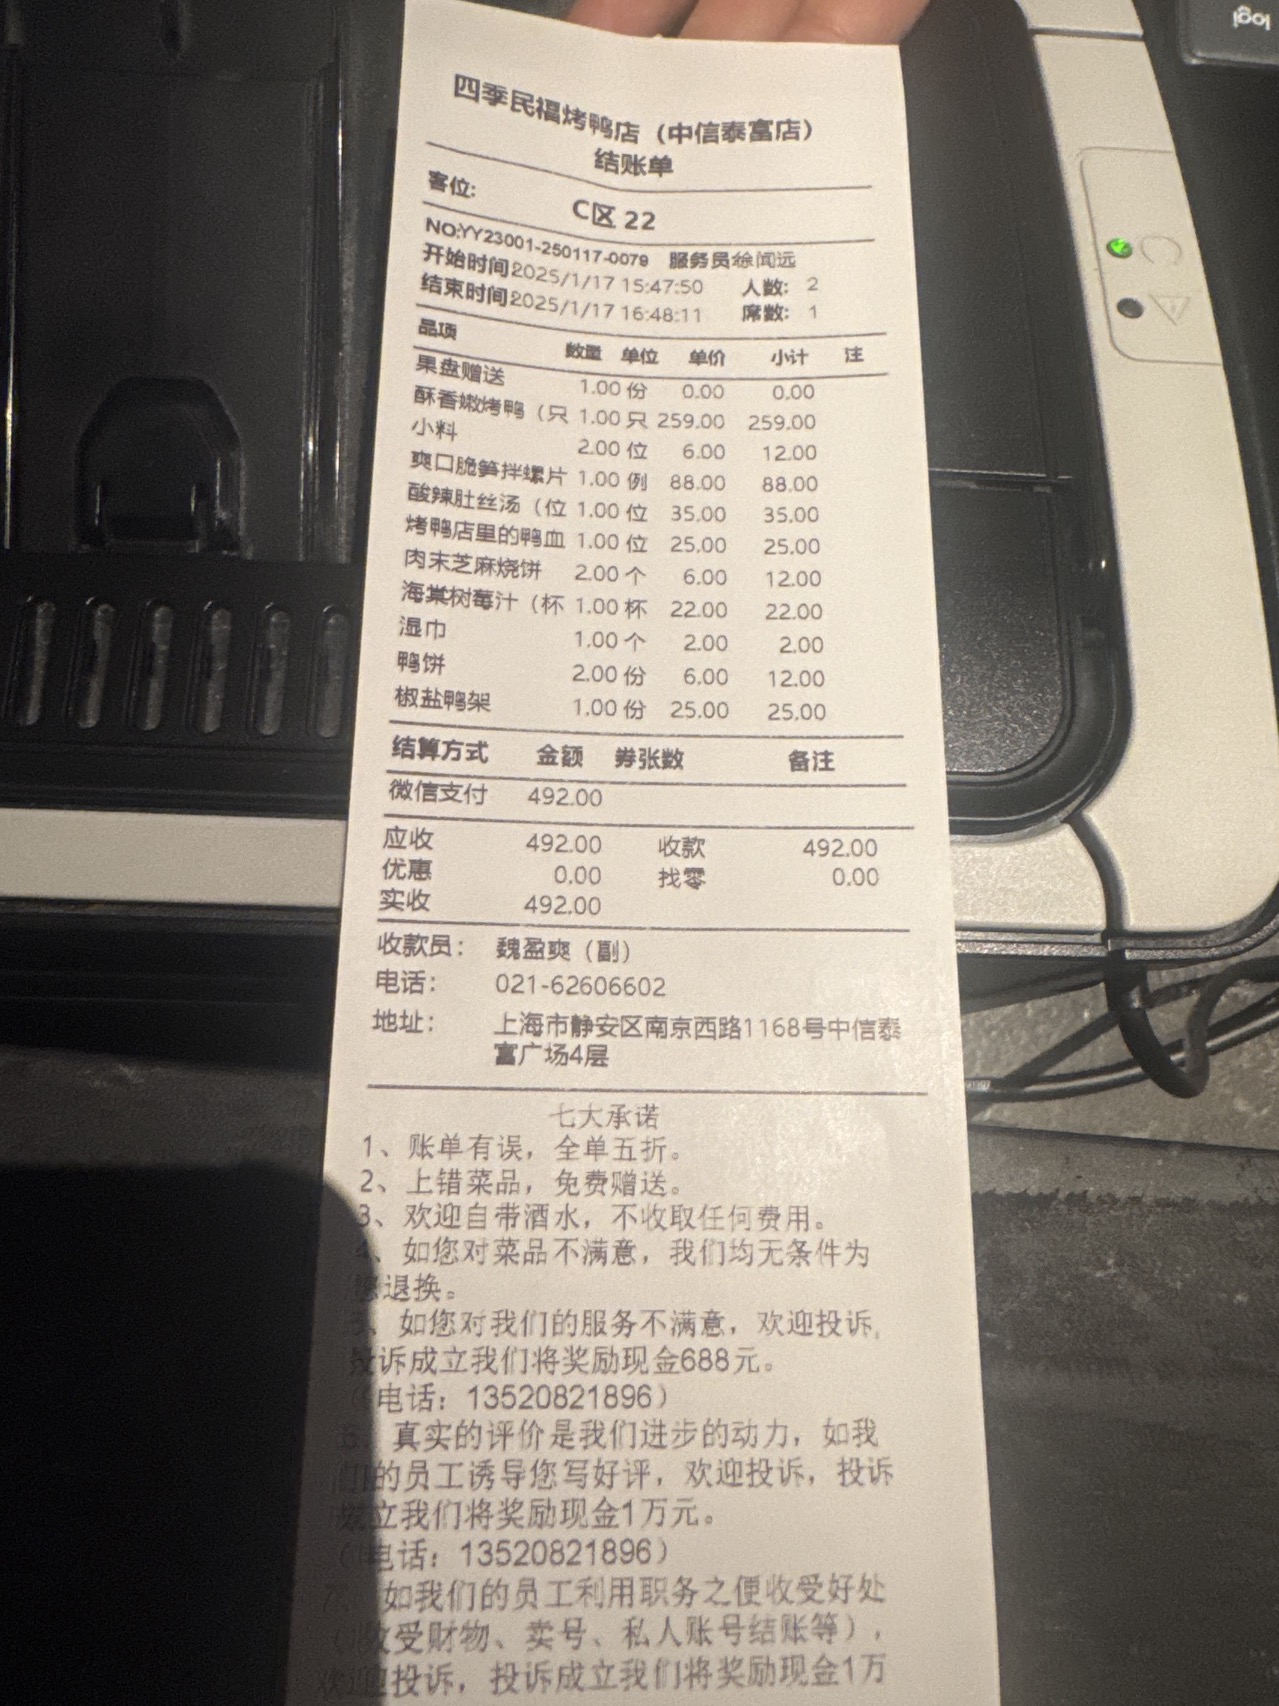 logi
四季民福烤鸭店（中信泰富店）
结账单
客位: C区 22
NO:YY23001-250117-0079 服务员徐闻远
开始时间2025/1/17 15:47:50 人数: 2
结束时间2025/1/17 16:48:11 席数: 1
品项 数量 单位 单价 小计 注
果盘赠送 1.00 份 0.00 0.00
酥香嫩烤鸭（只 1.00 只 259.00 259.00
小料 2.00 位 6.00 12.00
爽口脆笋拌螺片 1.00 例 88.00 88.00
酸辣肚丝汤（位 1.00 位 35.00 35.00
烤鸭店里的鸭血 1.00 位 25.00 25.00
肉末芝麻烧饼 2.00 个 6.00 12.00
海棠树莓汁（杯 1.00 杯 22.00 22.00
湿巾 1.00 个 2.00 2.00
鸭饼 2.00 份 6.00 12.00
椒盐鸭架 1.00 份 25.00 25.00
结算方式 金额 券张数 备注
微信支付 492.00
应收 492.00 收款 492.00
优惠 0.00 找零 0.00
实收 492.00
收款员: 魏盈爽（副）
电话: 021-62606602
地址: 上海市静安区南京西路1168号中信泰
富广场4层
七大承诺
1、账单有误，全单五折。
2、上错菜品，免费赠送。
3、欢迎自带酒水，不收取任何费用。
4、如您对菜品不满意，我们均无条件为
您退换。
5、如您对我们的服务不满意，欢迎投诉,
投诉成立我们将奖励现金688元。
电话: 13520821896）
6、真实的评价是我们进步的动力，如我
们的员工诱导您写好评，欢迎投诉，投诉
成立我们将奖励现金1万元。
电话: 13520821896）
7、如我们的员工利用职务之便收受好处
（收受财物、卖号、私人账号结账等），
欢迎投诉，投诉成立我们将奖励现金1万